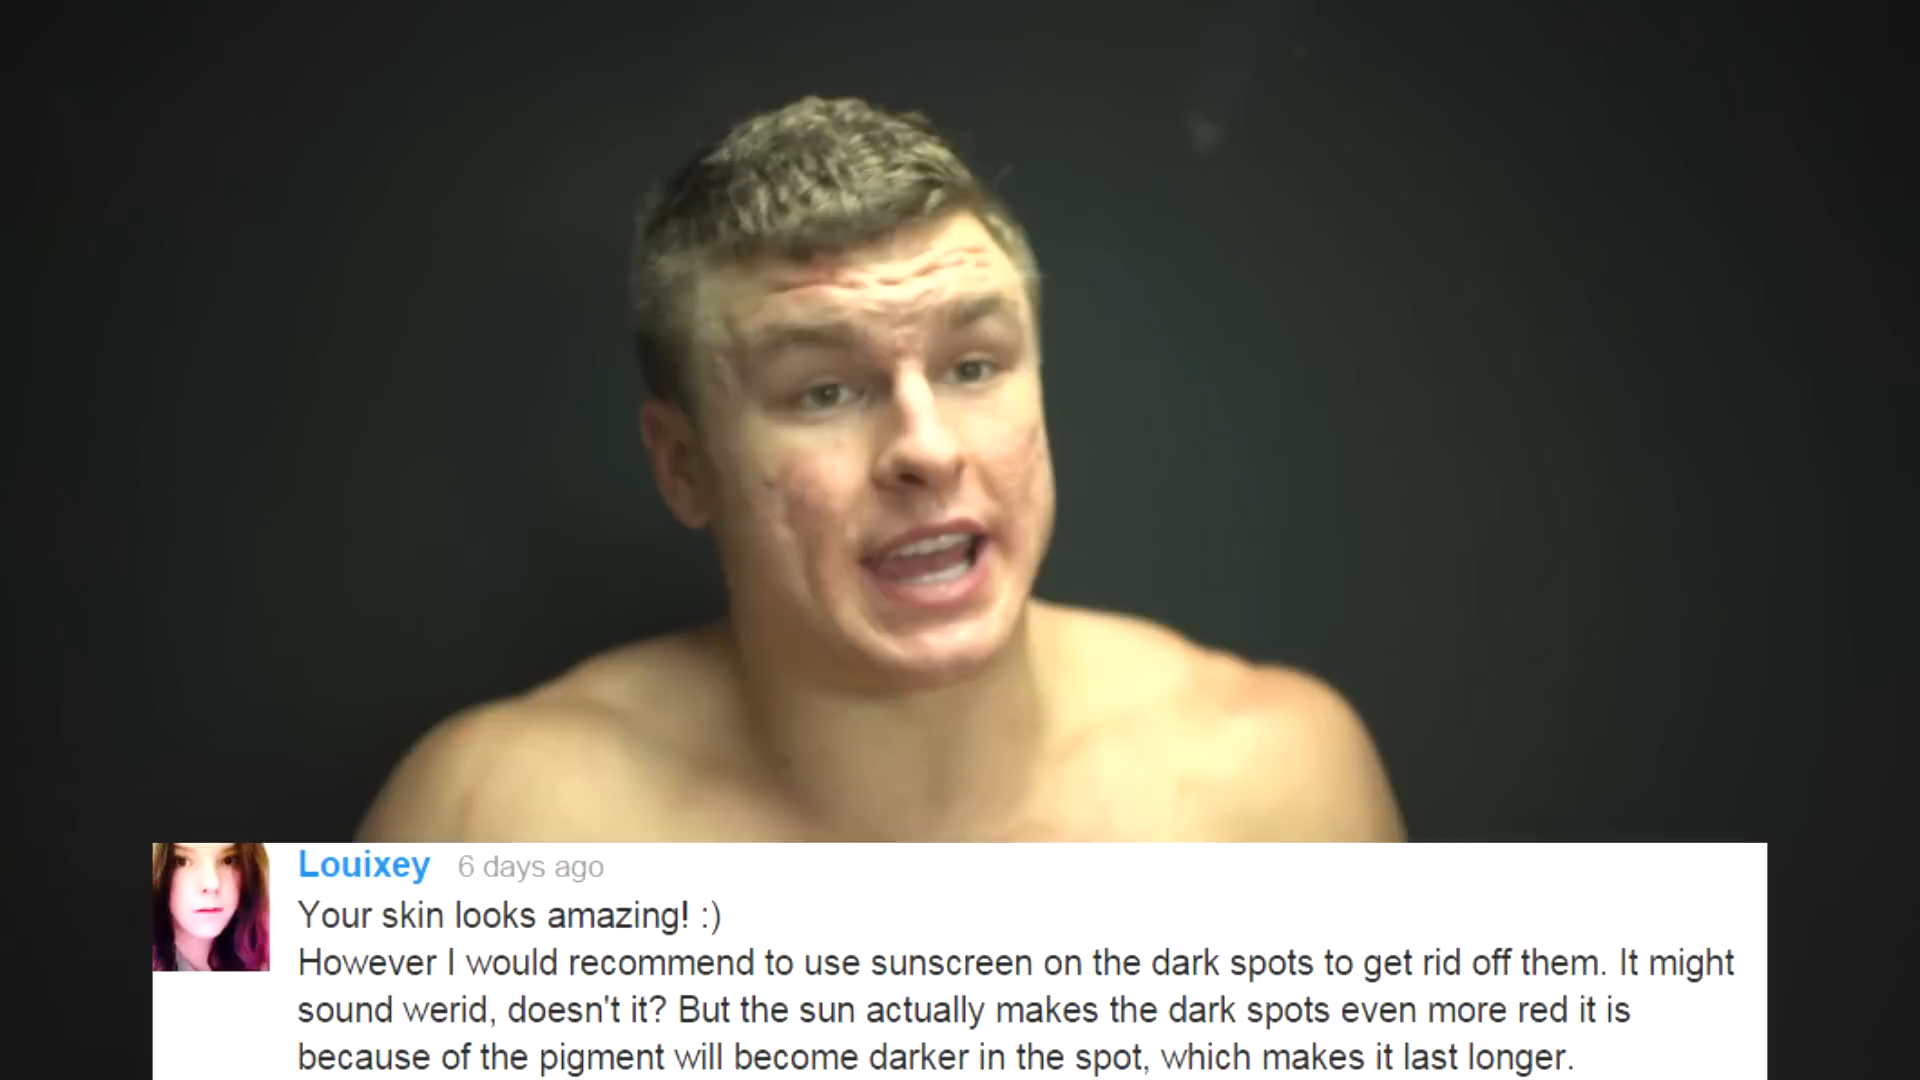 Louixey 6 days ago
Your skin looks amazing! :)
However I would recommend to use sunscreen on the dark spots to get rid off them. It might
sound werid, doesn't it? But the sun actually makes the dark spots even more red it is
because of the pigment will become darker in the spot, which makes it last longer.